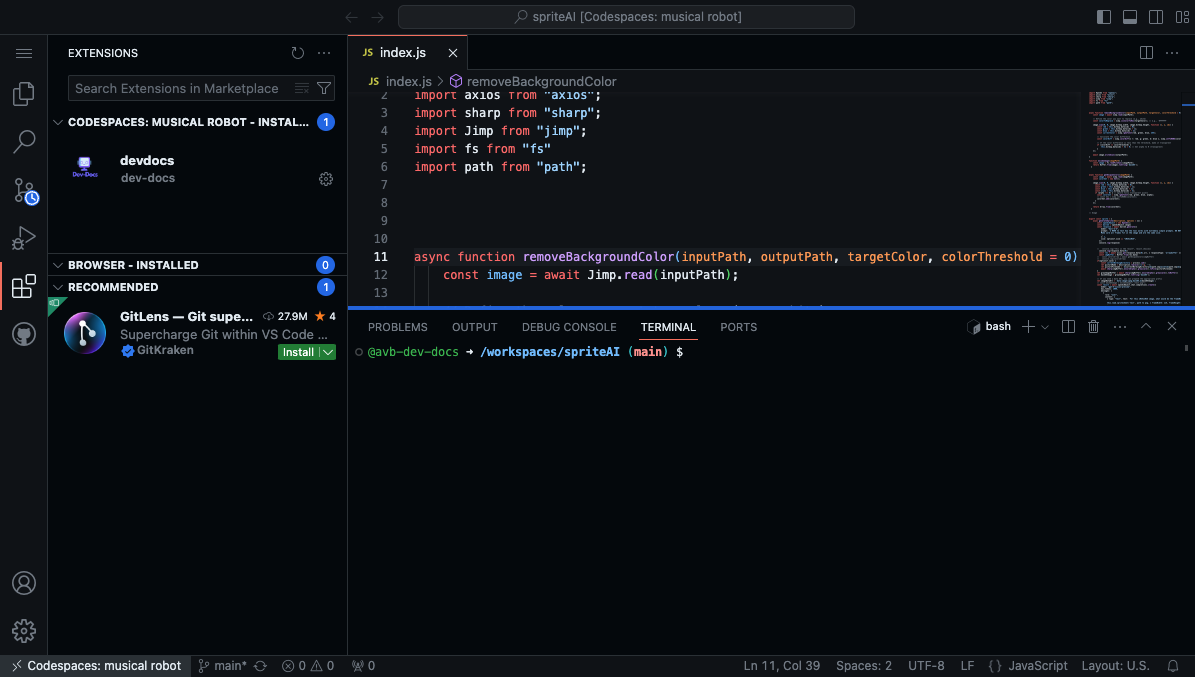 spriteAI [Codespaces: musical robot]
EXTENSIONS
Search Extensions in Marketplace
CODESPACES: MUSICAL ROBOT - INSTAL... 1
Dev-Docs
devdocs
dev-docs
BROWSER - INSTALLED 0
RECOMMENDED 1
GitLens — Git supe... 27.9M 4
Supercharge Git within VS Code ...
GitKraken
Install
JS index.js
JS index.js > removeBackgroundColor
2 import axios from "axios";
3 import sharp from "sharp";
4 import Jimp from "jimp";
5 import fs from "fs"
6 import path from "path";
7
8
9
10
11 async function removeBackgroundColor(inputPath, outputPath, targetColor, colorThreshold = 0)
12 const image = await Jimp.read(inputPath);
13
PROBLEMS OUTPUT DEBUG CONSOLE TERMINAL PORTS
bash
@avb-dev-docs ➜ /workspaces/spriteAI (main) $
Codespaces: musical robot main* 0 0 0
Ln 11, Col 39 Spaces: 2 UTF-8 LF {} JavaScript Layout: U.S.